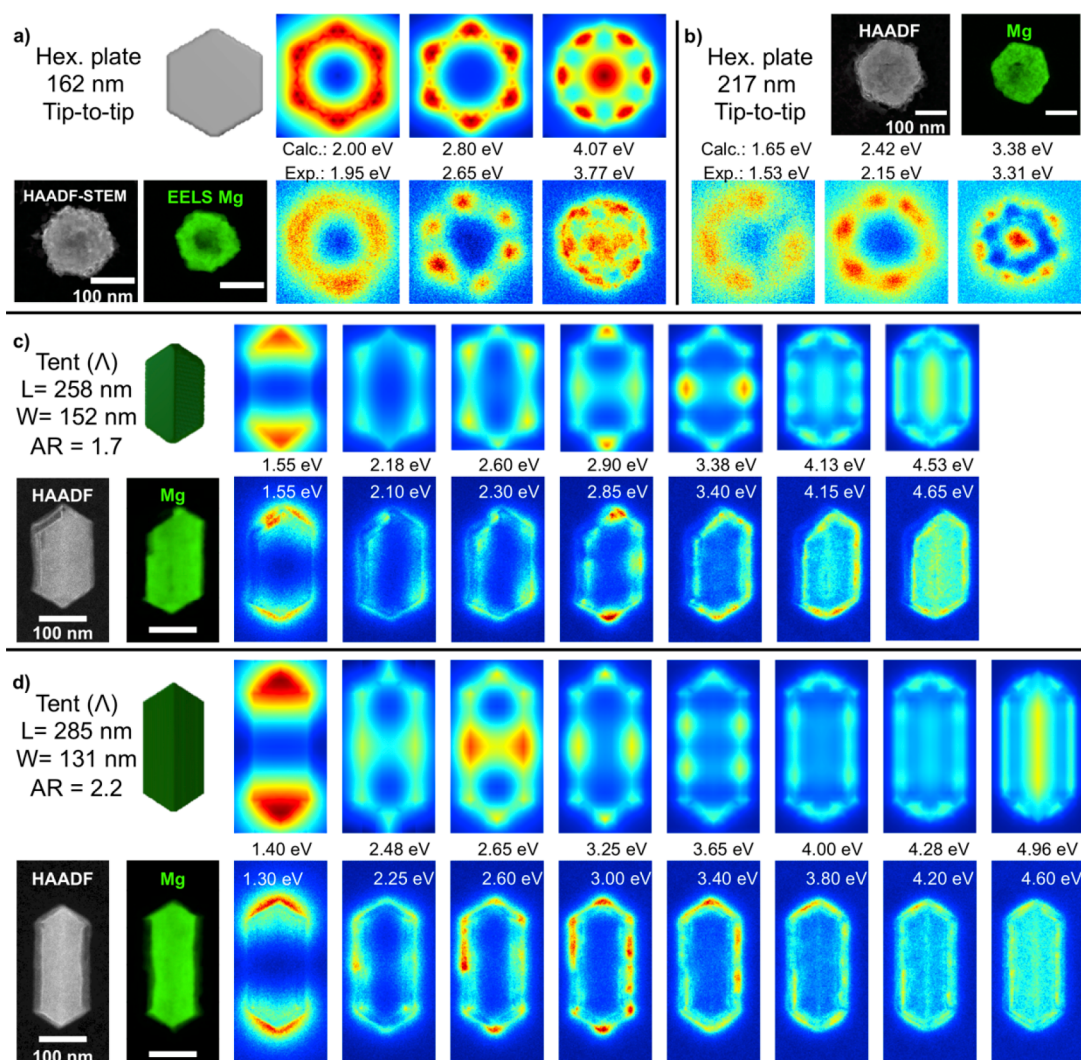 a)
Hex. plate
162 nm
Tip-to-tip
Calc.: 2.00 eV 2.80 eV 4.07 eV
Exp.: 1.95 eV 2.65 eV 3.77 eV
HAADF-STEM EELS Mg
100 nm
b)
Hex. plate
217 nm
Tip-to-tip
HAADF Mg
100 nm
Calc.: 1.65 eV 2.42 eV 3.38 eV
Exp.: 1.53 eV 2.15 eV 3.31 eV
c)
Tent (Λ)
L= 258 nm
W= 152 nm
AR = 1.7
1.55 eV 2.18 eV 2.60 eV 2.90 eV 3.38 eV 4.13 eV 4.53 eV
HAADF Mg
1.55 eV 2.10 eV 2.30 eV 2.85 eV 3.40 eV 4.15 eV 4.65 eV
100 nm
d)
Tent (Λ)
L= 285 nm
W= 131 nm
AR = 2.2
1.40 eV 2.48 eV 2.65 eV 3.25 eV 3.65 eV 4.00 eV 4.28 eV 4.96 eV
HAADF Mg
1.30 eV 2.25 eV 2.60 eV 3.00 eV 3.40 eV 3.80 eV 4.20 eV 4.60 eV
100 nm